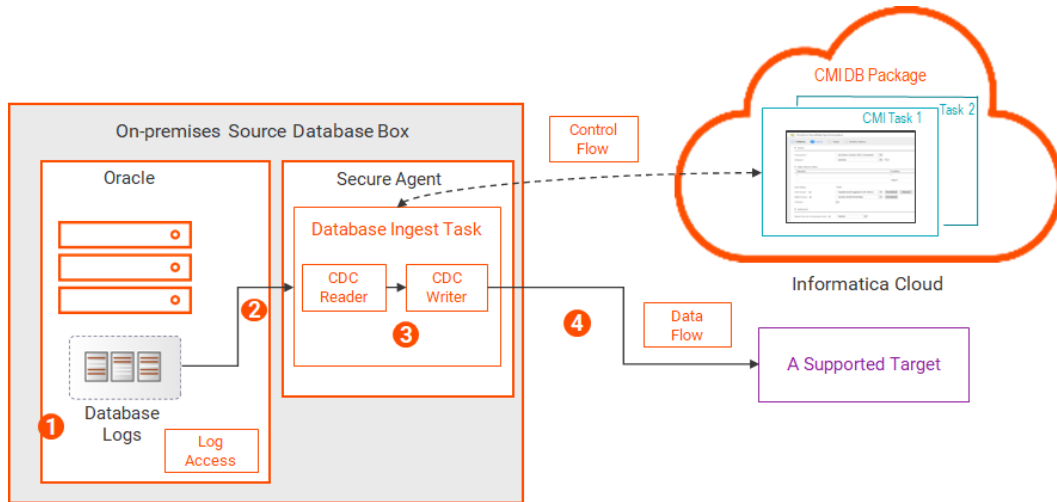 CMI DB Package
Task 2
CMI Task 1
On-premises Source Database Box
Control
Flow
Oracle
Secure Agent
Database Ingest Task
CDC
Reader
CDC
Writer
Informatica Cloud
2
3
4
Data
Flow
A Supported Target
Database
Logs
1
Log
Access